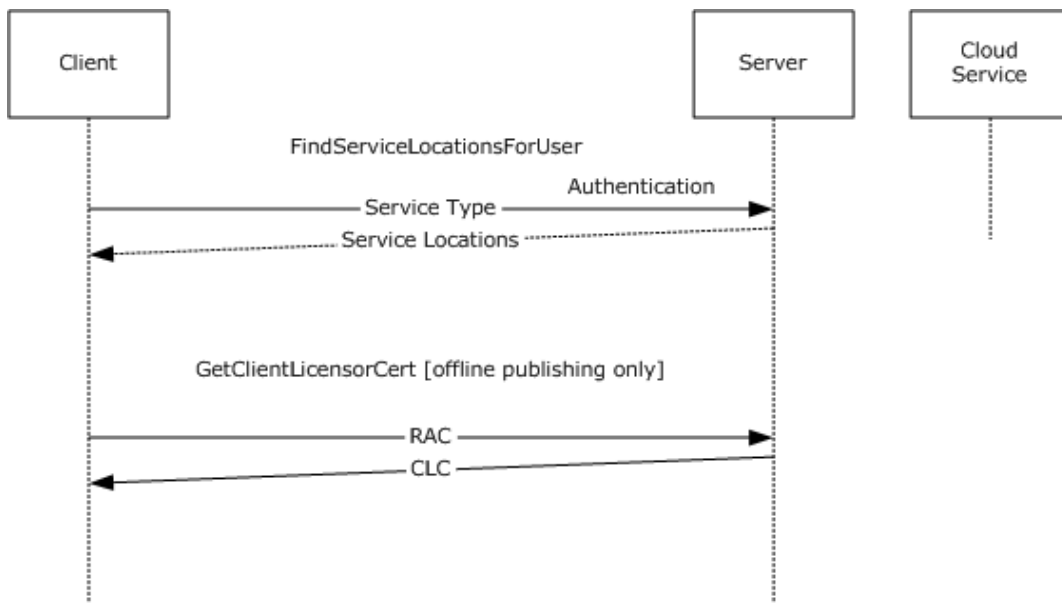 Client
Server
Cloud
Service
FindServiceLocationsForUser
Authentication
Service Type
Service Locations
GetClientLicensorCert [offline publishing only]
RAC
CLC